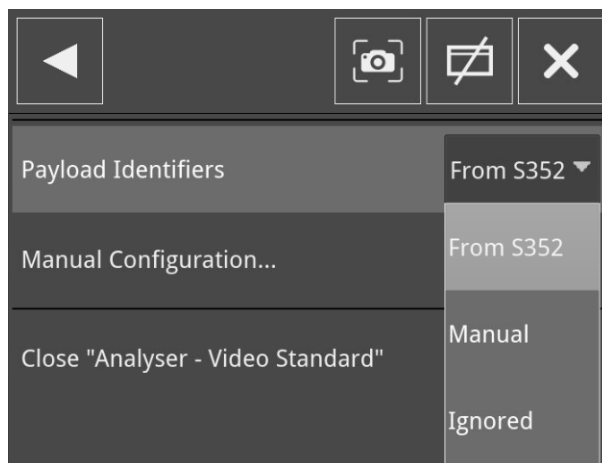 Payload Identifiers
From S352
From S352
Manual Configuration...
Manual
Close "Analyser - Video Standard"
Ignored